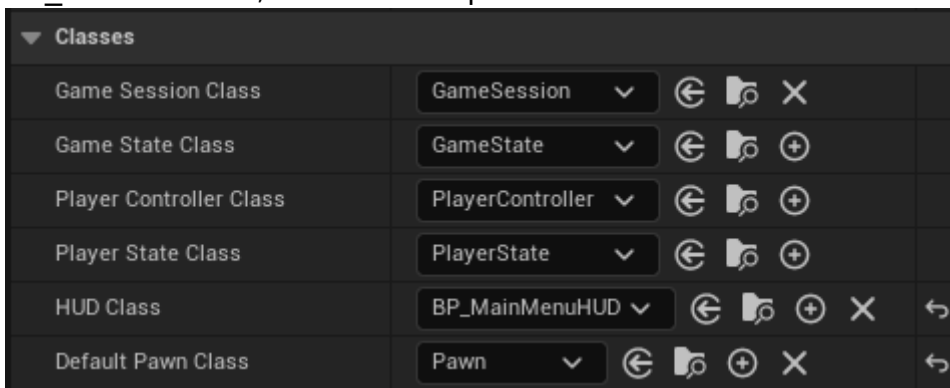 Classes
Game Session Class GameSession
Game State Class GameState
Player Controller Class PlayerController
Player State Class PlayerState
HUD Class BP_MainMenuHUD
Default Pawn Class Pawn